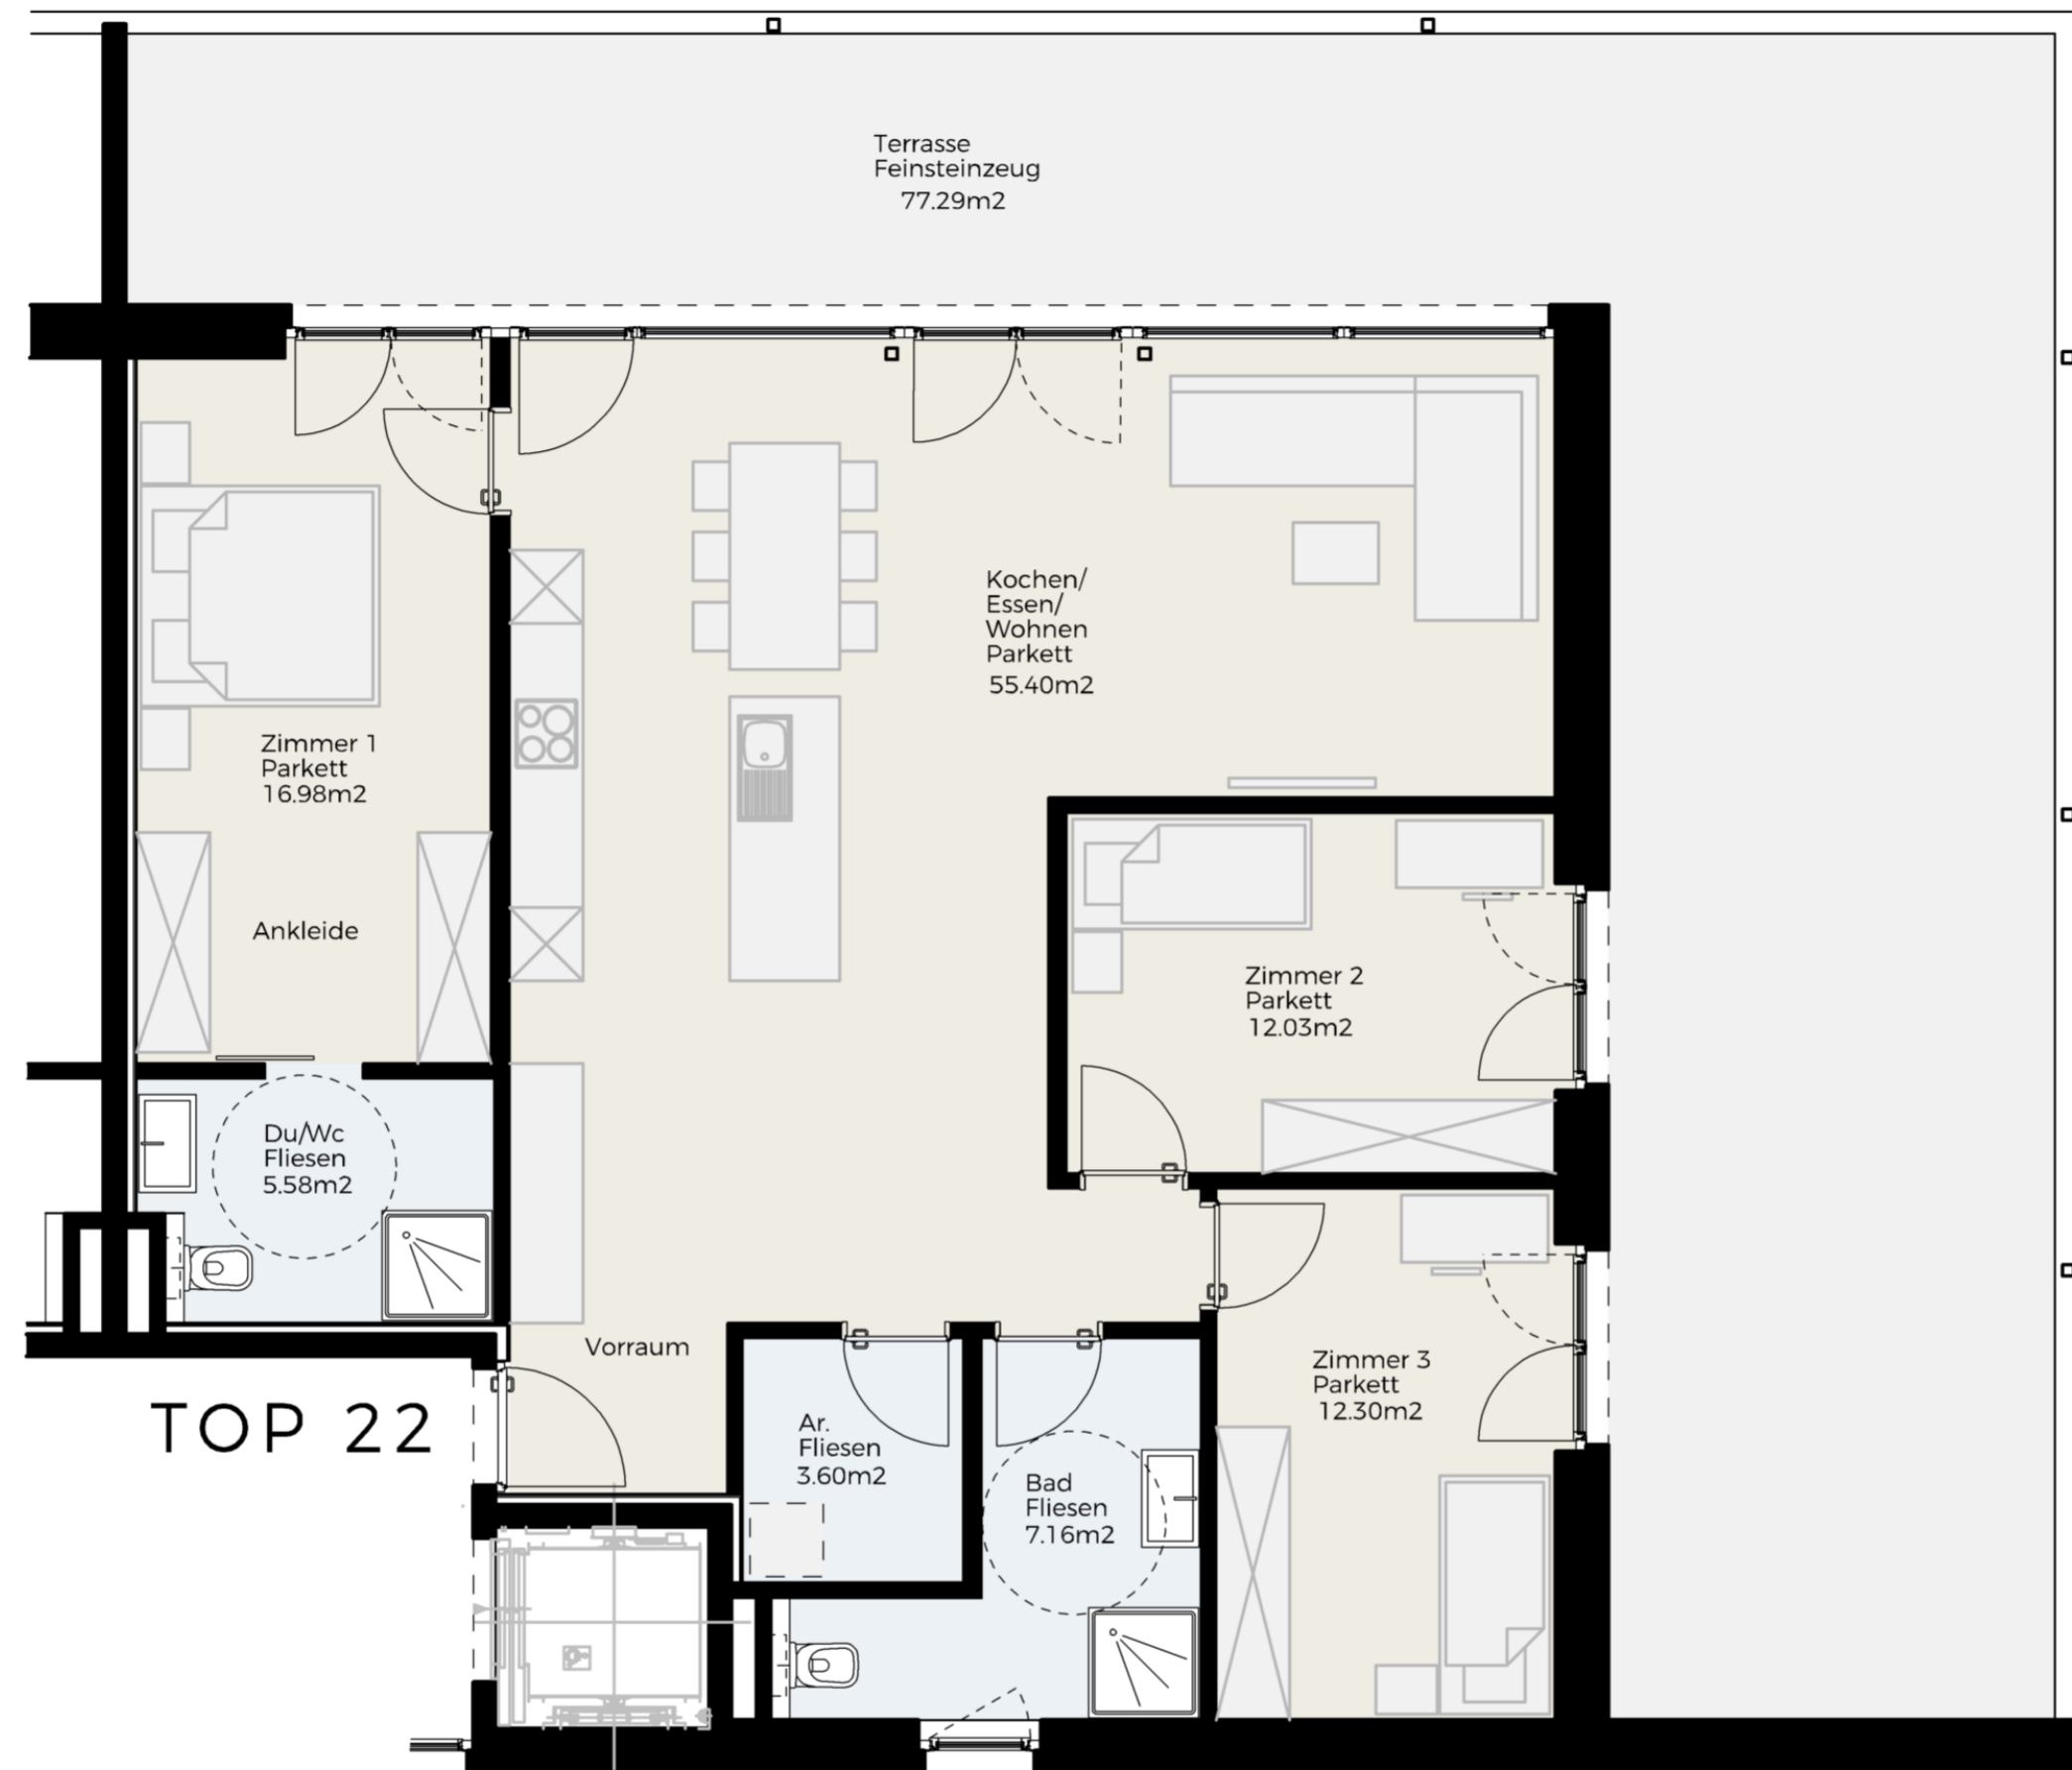 Terrasse
Feinsteinzeug
77.29m2
Kochen/
Essen/
Wohnen
Parkett
55.40m2
Zimmer 1
Parkett
16.98m2
Ankleide
Zimmer 2
Parkett
12.03m2
Du/Wc
Fliesen
5.58m2
Vorraum
Zimmer 3
Parkett
12.30m2
TOP 22
Ar.
Fliesen
3.60m2
Bad
Fliesen
7.16m2